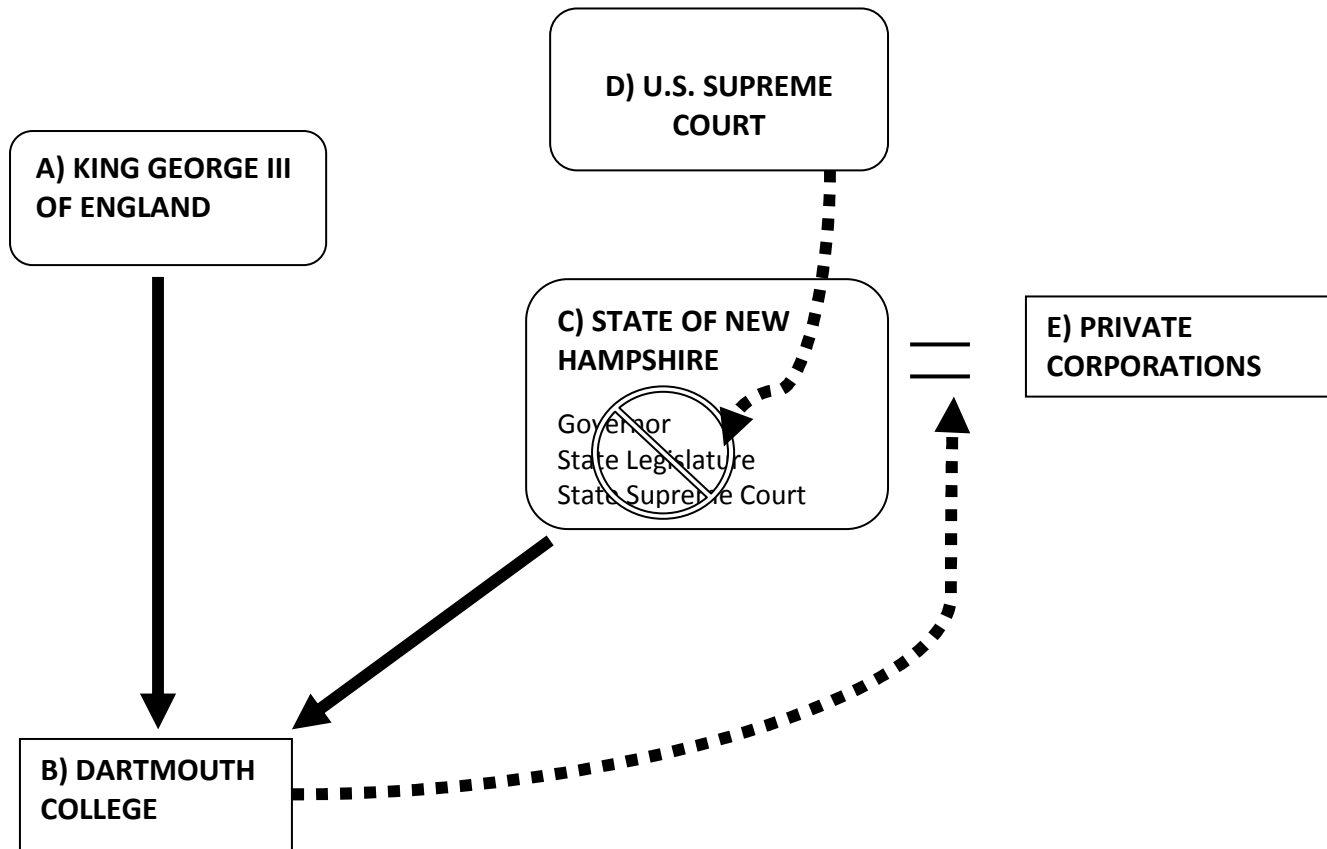 D) U.S. SUPREME
COURT
A) KING GEORGE III
OF ENGLAND
C) STATE OF NEW
HAMPSHIRE
Governor
State Legislature
State Supreme Court
E) PRIVATE
CORPORATIONS
B) DARTMOUTH
COLLEGE